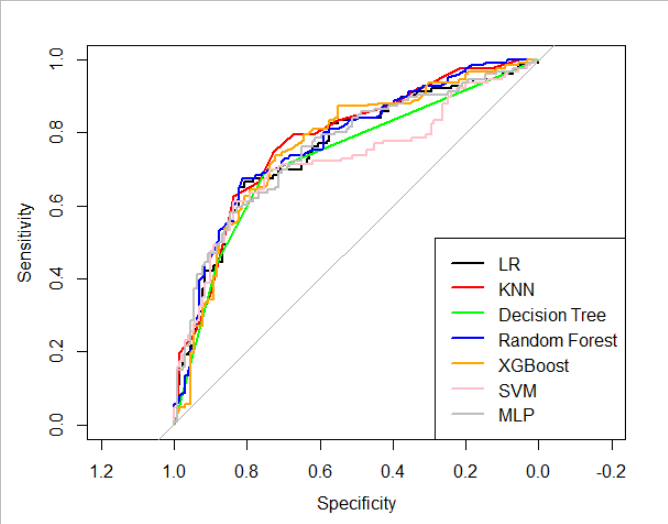 1.0
0.8
0.6
0.4
0.2
0.0
Sensitivity
LR
KNN
Decision Tree
Random Forest
XGBoost
SVM
MLP
1.2 1.0 0.8 0.6 0.4 0.2 0.0 -0.2
Specificity